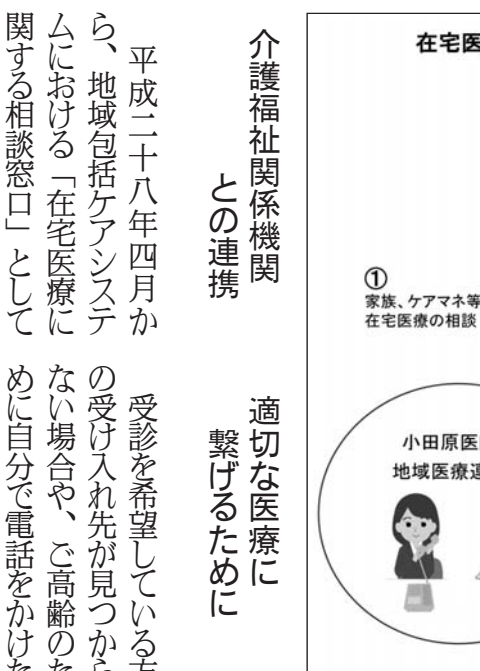 介護福祉関係機関
との連携
平成二十八年四月か
ら、地域包括ケアシステ
ムにおける「在宅医療に
関する相談窓口」として
適切な医療に
繋げるために
受診を希望している方
の受け入れ先が見つから
ない場合や、ご高齢のた
めに自分で電話をかけた
在宅医
①
家族、ケアマネ等
在宅医療の相談
小田原医
地域医療連